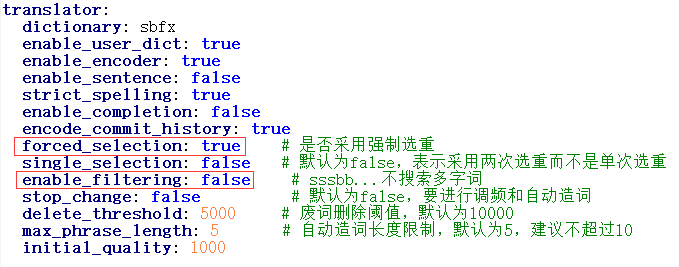 translator:
dictionary: sbfx
enable_user_dict: true
enable_encoder: true
enable_sentence: false
strict_spelling: true
enable_completion: false
encode_commit_history: true
forced_selection: true # 是否采用强制选重
single_selection: false # 默认为false，表示采用两次选重而不是单次选重
enable_filtering: false # sssbb...不搜索多字词
stop_change: false # 默认为false，要进行调频和自动造词
delete_threshold: 5000 # 废词删除阈值，默认为10000
max_phrase_length: 5 # 自动造词长度限制，默认为5，建议不超过10
initial_quality: 1000